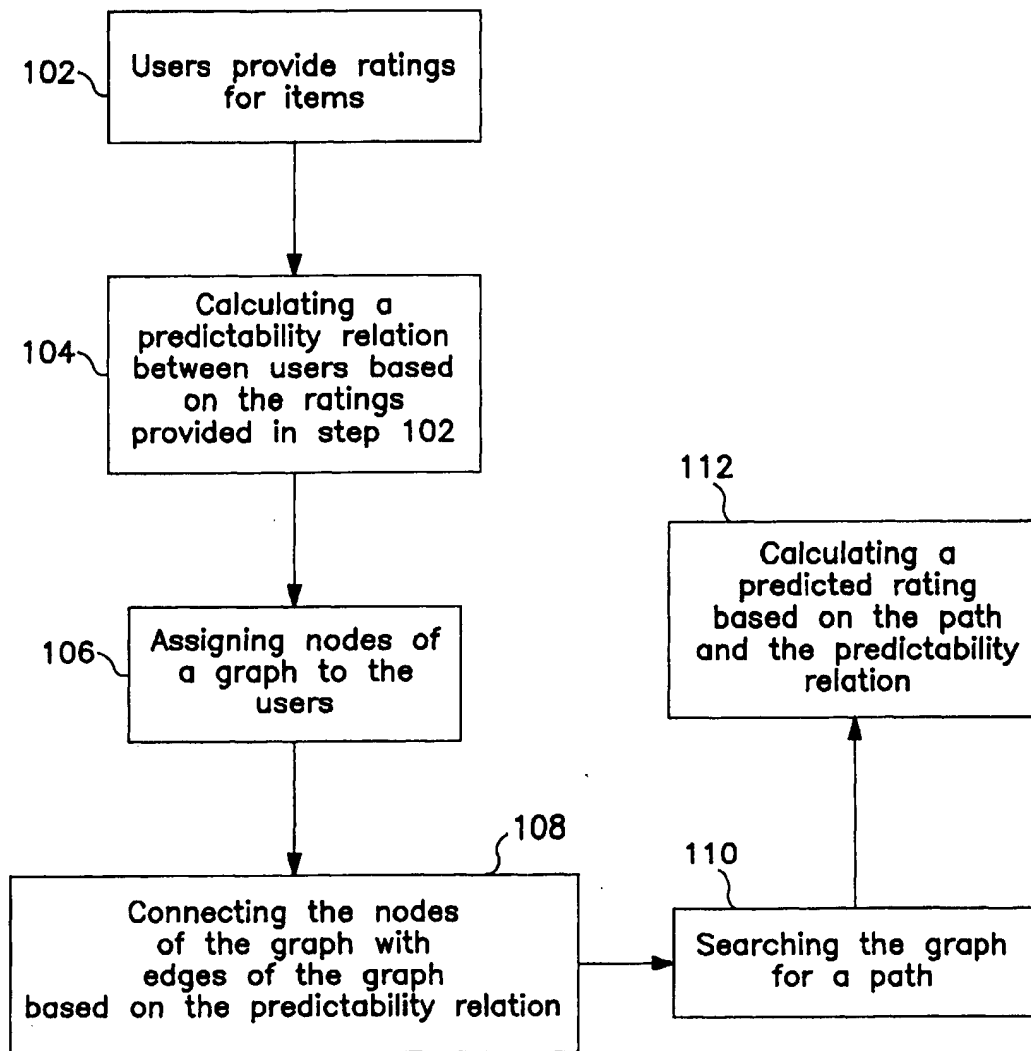 102
Users provide ratings
for items
104
Calculating a
predictability relation
between users based
on the ratings
provided in step 102
106
Assigning nodes of
a graph to the
users
108
Connecting the nodes
of the graph with
edges of the graph
based on the predictability relation
110
Searching the graph
for a path
112
Calculating a
predicted rating
based on the path
and the predictability
relation